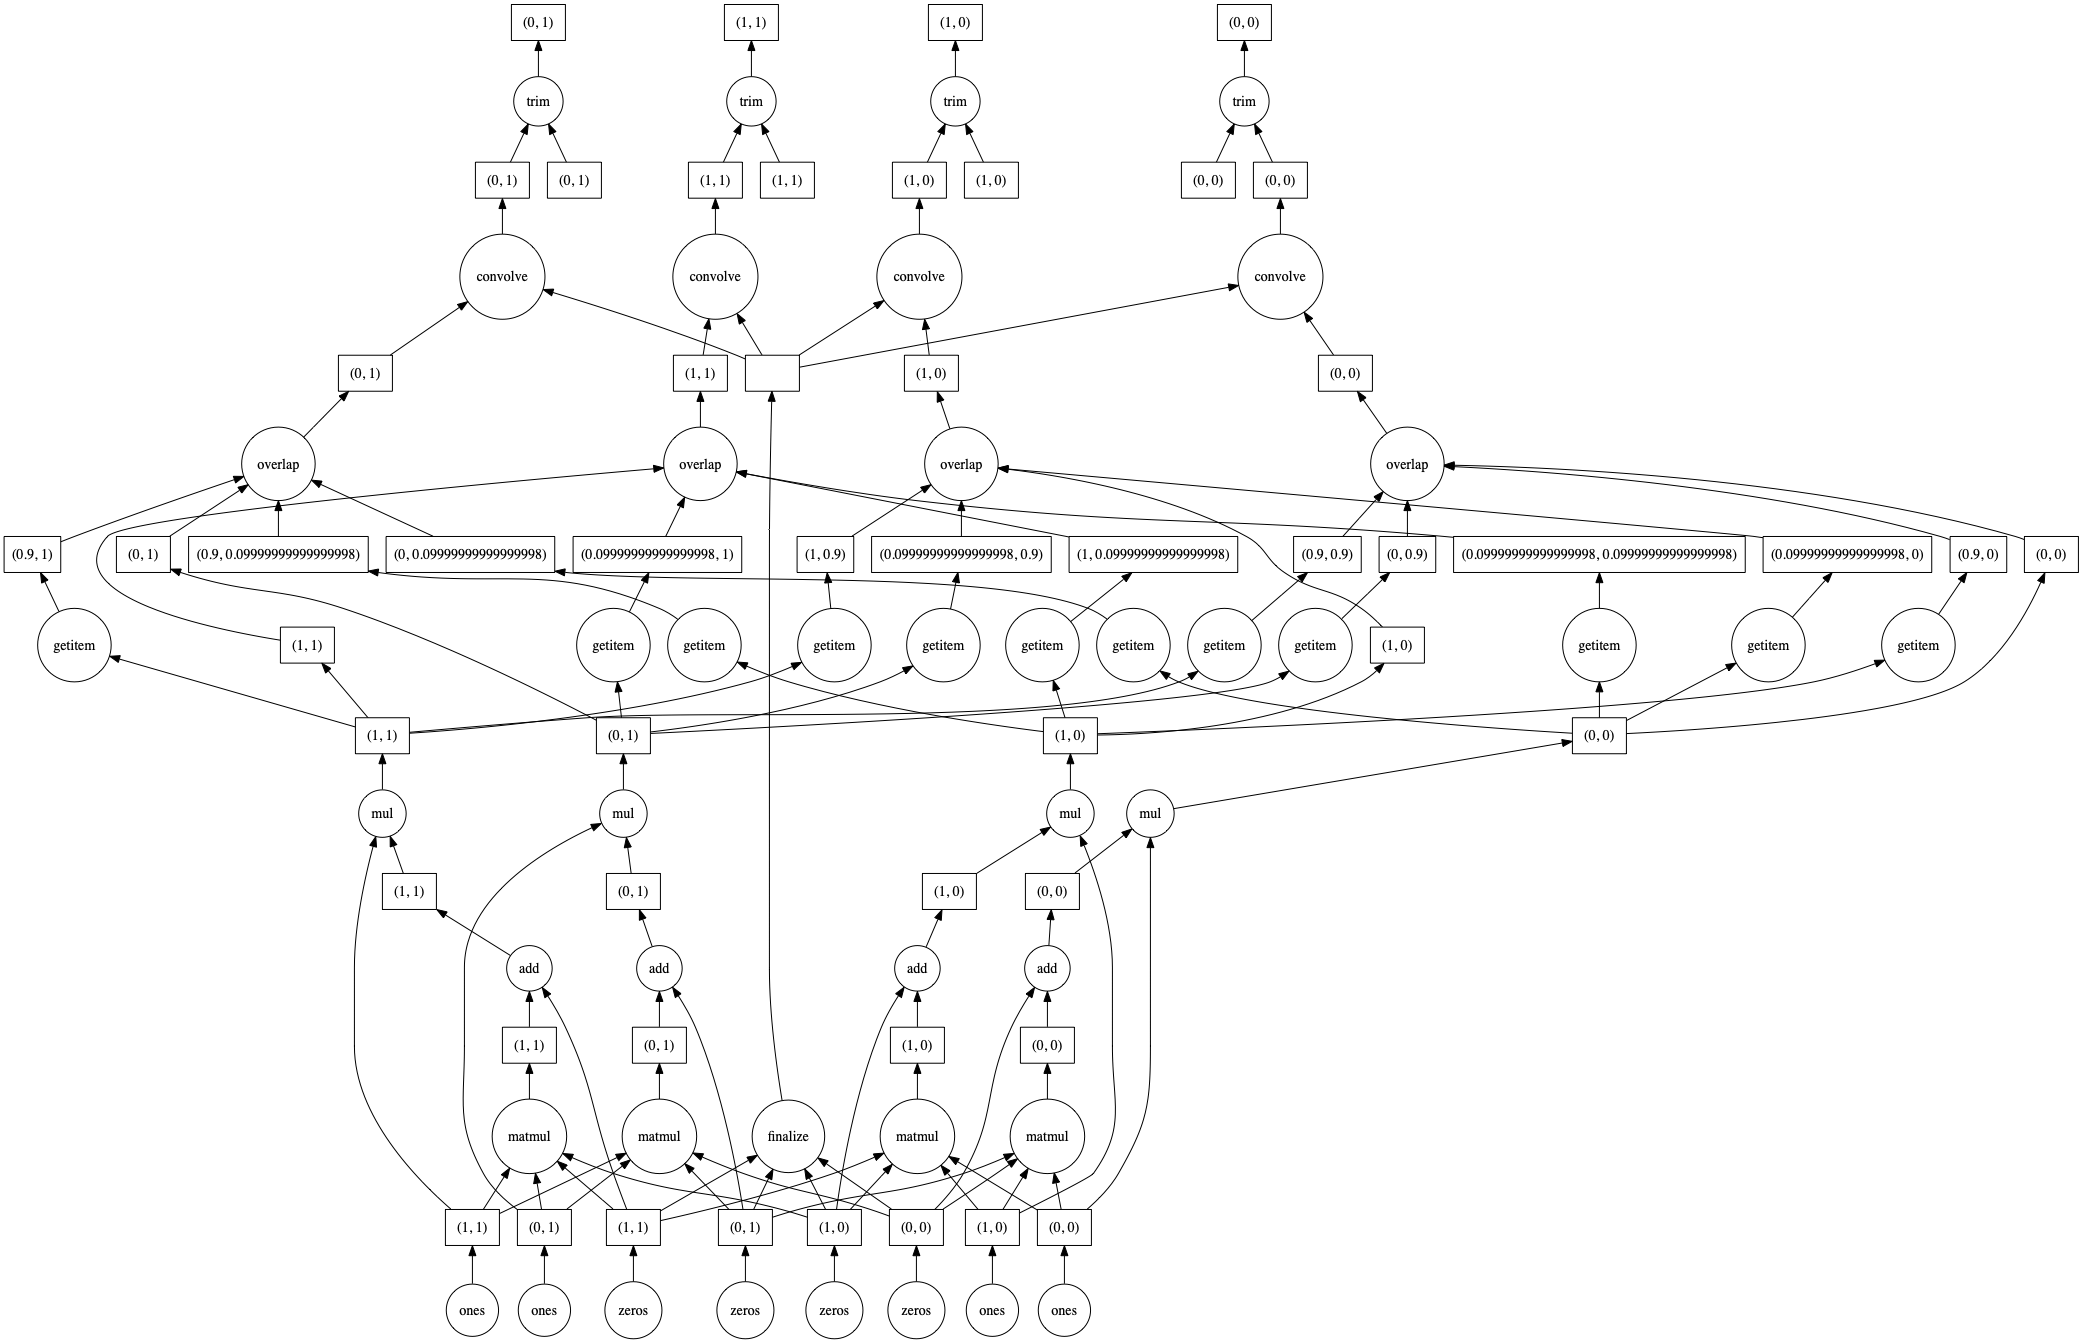 (0, 1)
(1, 1)
(1, 0)
(0, 0)
trim
trim
trim
trim
(0, 1)
(0, 1)
(1, 1)
(1, 1)
(1, 0)
(1, 0)
(0, 0)
(0, 0)
convolve
convolve
convolve
convolve
(0, 1)
(1, 1)
(1, 0)
(0, 0)
overlap
overlap
overlap
overlap
(0.9, 1)
(0, 1)
(0.9, 0.09999999999999998)
(0, 0.09999999999999998)
(0.09999999999999998, 1)
(1, 0.9)
(0.09999999999999998, 0.9)
(1, 0.09999999999999998)
(0.9, 0.9)
(0, 0.9)
(0.09999999999999998, 0.09999999999999998)
(0.09999999999999998, 0)
(0.9, 0)
(0, 0)
getitem
(1, 1)
getitem
getitem
getitem
getitem
getitem
getitem
getitem
getitem
(1, 0)
getitem
getitem
getitem
(1, 1)
(0, 1)
(1, 0)
(0, 0)
mul
mul
mul
mul
(1, 1)
(0, 1)
(1, 0)
(0, 0)
add
add
add
add
(1, 1)
(0, 1)
(1, 0)
(0, 0)
matmul
matmul
finalize
matmul
matmul
(1, 1)
(0, 1)
(1, 1)
(0, 1)
(1, 0)
(0, 0)
(1, 0)
(0, 0)
ones
ones
zeros
zeros
zeros
zeros
ones
ones